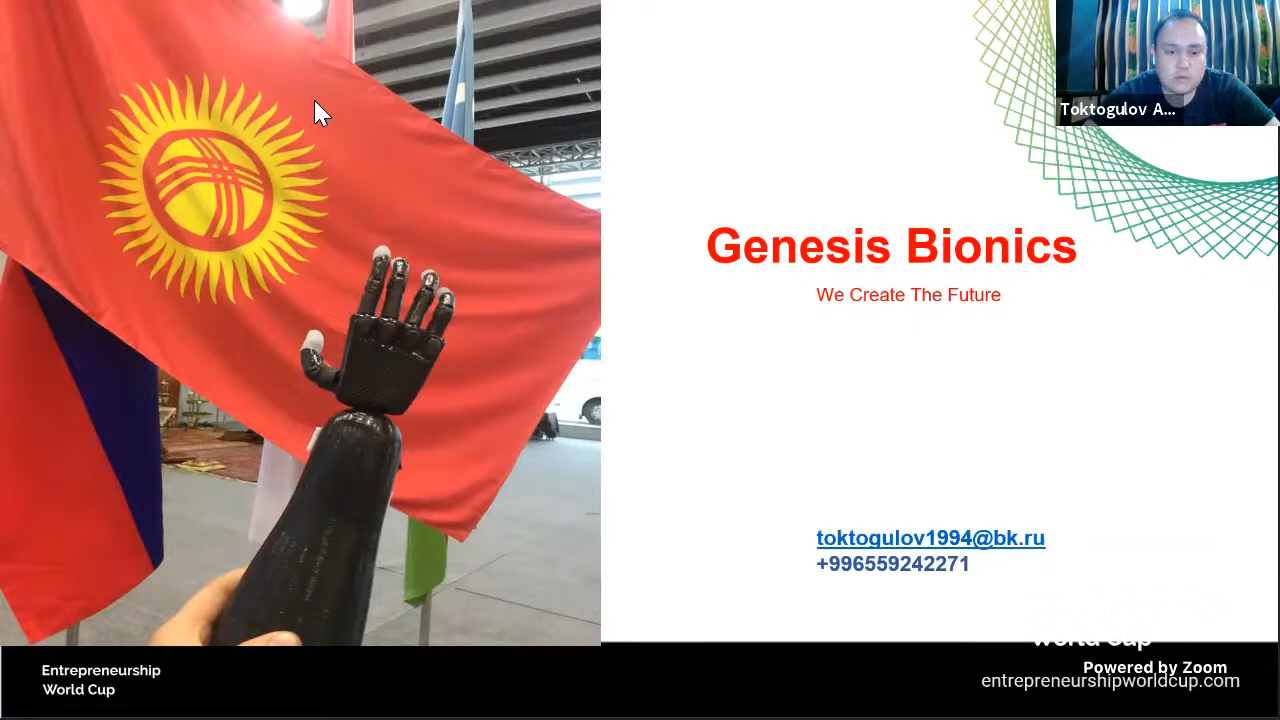 Toktogulov A...
Genesis Bionics
We Create The Future
toktogulov1994@bk.ru
+996559242271
Entrepreneurship
World Cup
World Cup
Powered by Zoom
entrepreneurshipworldcup.com